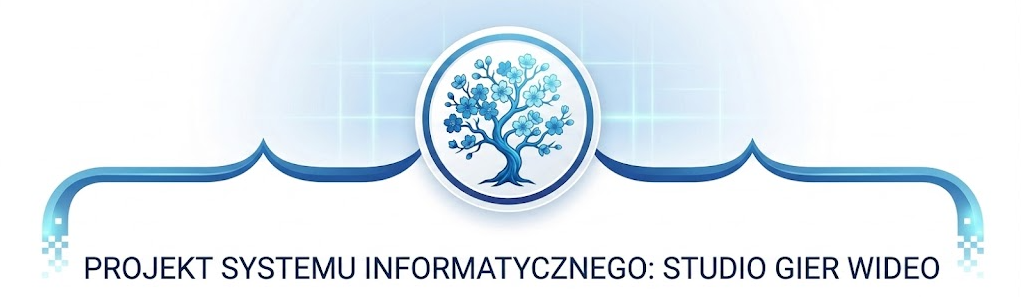 PROJEKT SYSTEMU INFORMATYCZNEGO: STUDIO GIER WIDEO